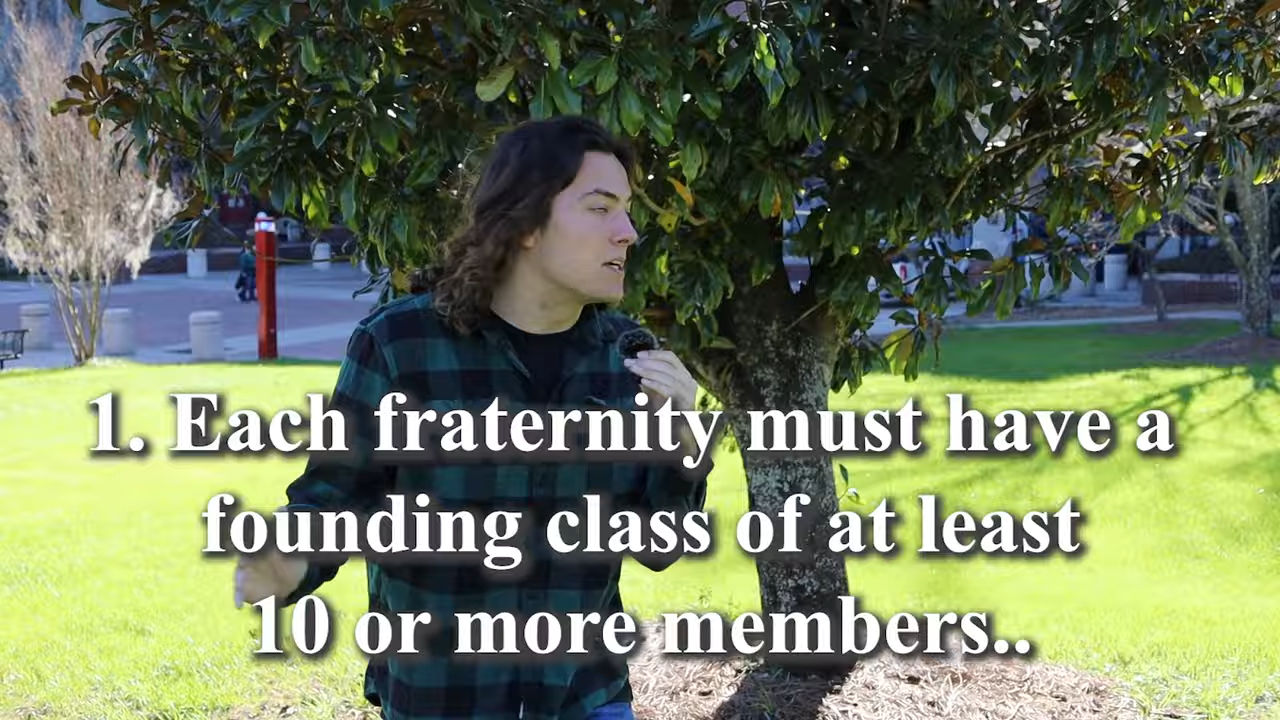 1. Each fraternity must have a
founding class of at least
10 or more members..